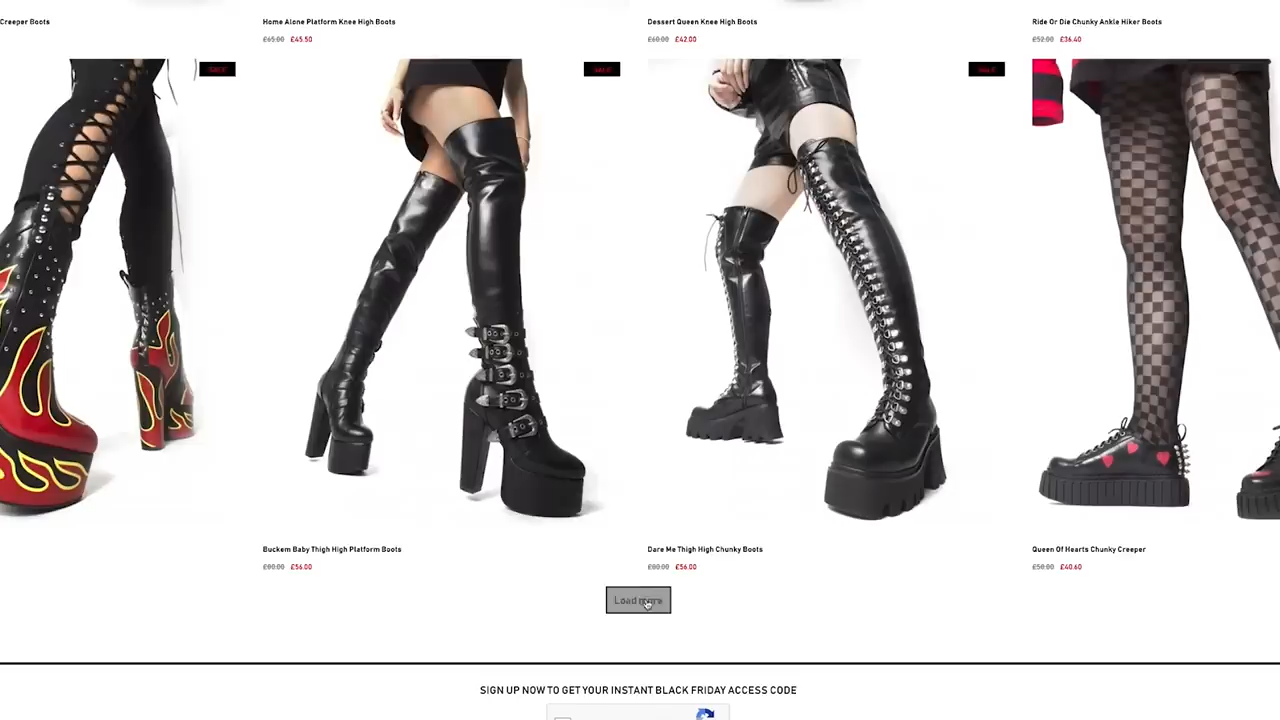 Creeper Boots
Home Alone Platform Knee High Boots
£65.00 £45.50
Dessert Queen Knee High Boots
£60.00 £42.00
Ride Or Die Chunky Ankle Hiker Boots
£52.00 £36.40
Buckem Baby Thigh High Platform Boots
£80.00 £56.00
Dare Me Thigh High Chunky Boots
£80.00 £56.00
Queen Of Hearts Chunky Creeper
£58.00 £40.60
Load more
SIGN UP NOW TO GET YOUR INSTANT BLACK FRIDAY ACCESS CODE